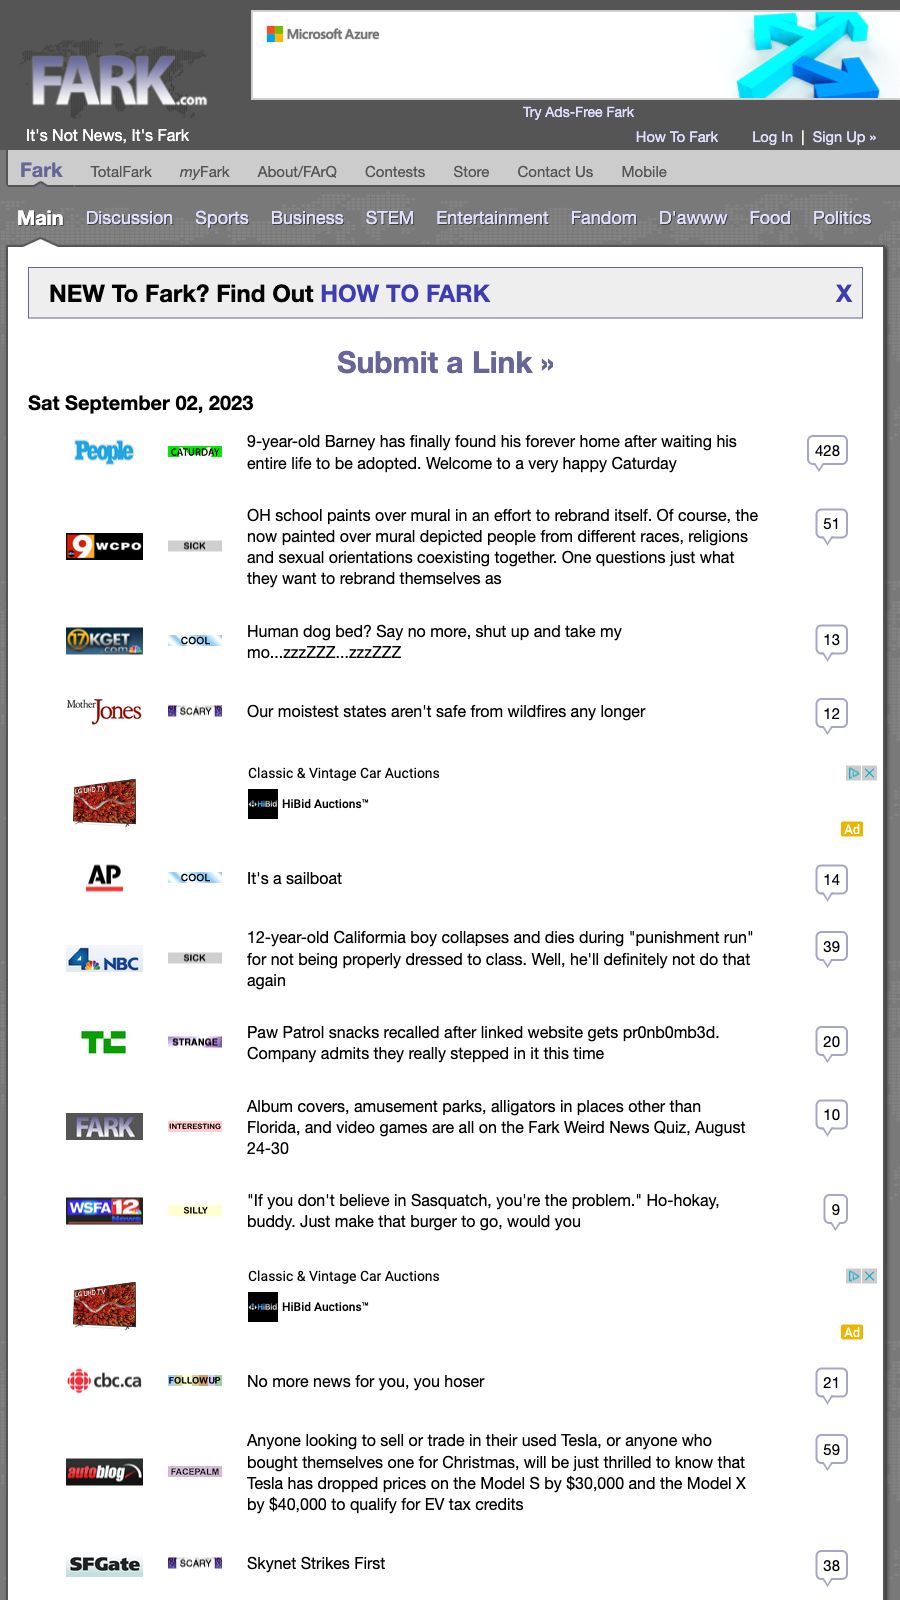 Microsoft Azure
FARK.com
Try Ads-Free Fark
It's Not News, It's Fark
How To Fark Log In | Sign Up »
Fark TotalFark myFark About/FArQ Contests Store Contact Us Mobile
Main Discussion Sports Business STEM Entertainment Fandom D'awww Food Politics
NEW To Fark? Find Out HOW TO FARK X
Submit a Link »
Sat September 02, 2023
People CATURDAY 9-year-old Barney has finally found his forever home after waiting his 428
entire life to be adopted. Welcome to a very happy Caturday
OH school paints over mural in an effort to rebrand itself. Of course, the 51
now painted over mural depicted people from different races, religions
9 WCPO SICK and sexual orientations coexisting together. One questions just what
they want to rebrand themselves as
17 KGET.com COOL Human dog bed? Say no more, shut up and take my 13
mo...zzzZZZ...zzzZZZ
Mother Jones SCARY Our moistest states aren't safe from wildfires any longer 12
Classic & Vintage Car Auctions
LG UHD TV HiBid HiBid Auctions™
Ad
AP COOL It's a sailboat 14
12-year-old California boy collapses and dies during "punishment run" 39
4 NBC SICK for not being properly dressed to class. Well, he'll definitely not do that
again
TC STRANGE Paw Patrol snacks recalled after linked website gets pr0nb0mb3d. 20
Company admits they really stepped in it this time
Album covers, amusement parks, alligators in places other than 10
FARK INTERESTING Florida, and video games are all on the Fark Weird News Quiz, August
24-30
WSFA 12 News SILLY "If you don't believe in Sasquatch, you're the problem." Ho-hokay, 9
buddy. Just make that burger to go, would you
Classic & Vintage Car Auctions
LG UHD TV HiBid HiBid Auctions™
Ad
cbc.ca FOLLOWUP No more news for you, you hoser 21
Anyone looking to sell or trade in their used Tesla, or anyone who 59
bought themselves one for Christmas, will be just thrilled to know that
autoblog FACEPALM Tesla has dropped prices on the Model S by $30,000 and the Model X
by $40,000 to qualify for EV tax credits
SFGate SCARY Skynet Strikes First 38